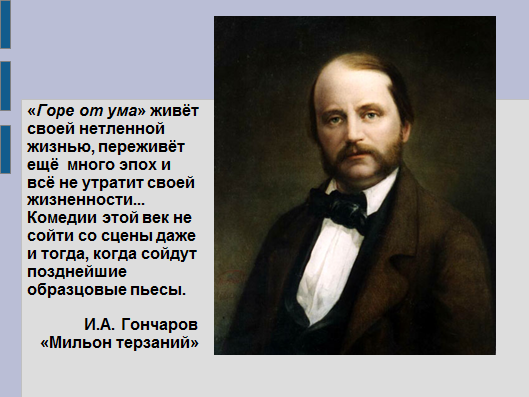 «Горе от ума» живёт
своей нетленной
жизнью, переживёт
ещё много эпох и
всё не утратит своей
жизненности...
Комедии этой век не
сойти со сцены даже
и тогда, когда сойдут
позднейшие
образцовые пьесы.
И.А. Гончаров
«Мильон терзаний»